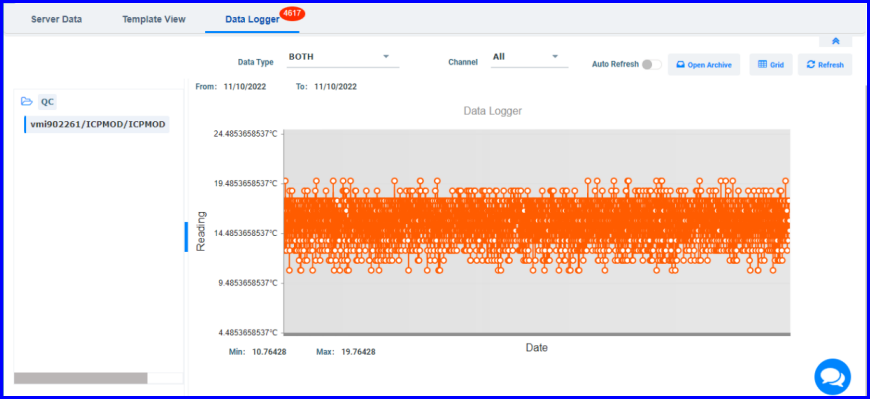 4617
Server Data Template View Data Logger
Data Type BOTH Channel All Auto Refresh Open Archive Grid Refresh
From: 11/10/2022 To: 11/10/2022
QC
vmi902261/ICPMOD/ICPMOD
Data Logger
24.4853658537°C
19.4853658537°C
14.4853658537°C
9.4853658537°C
4.4853658537°C
Reading
Date
Min: 10.76428 Max: 19.76428